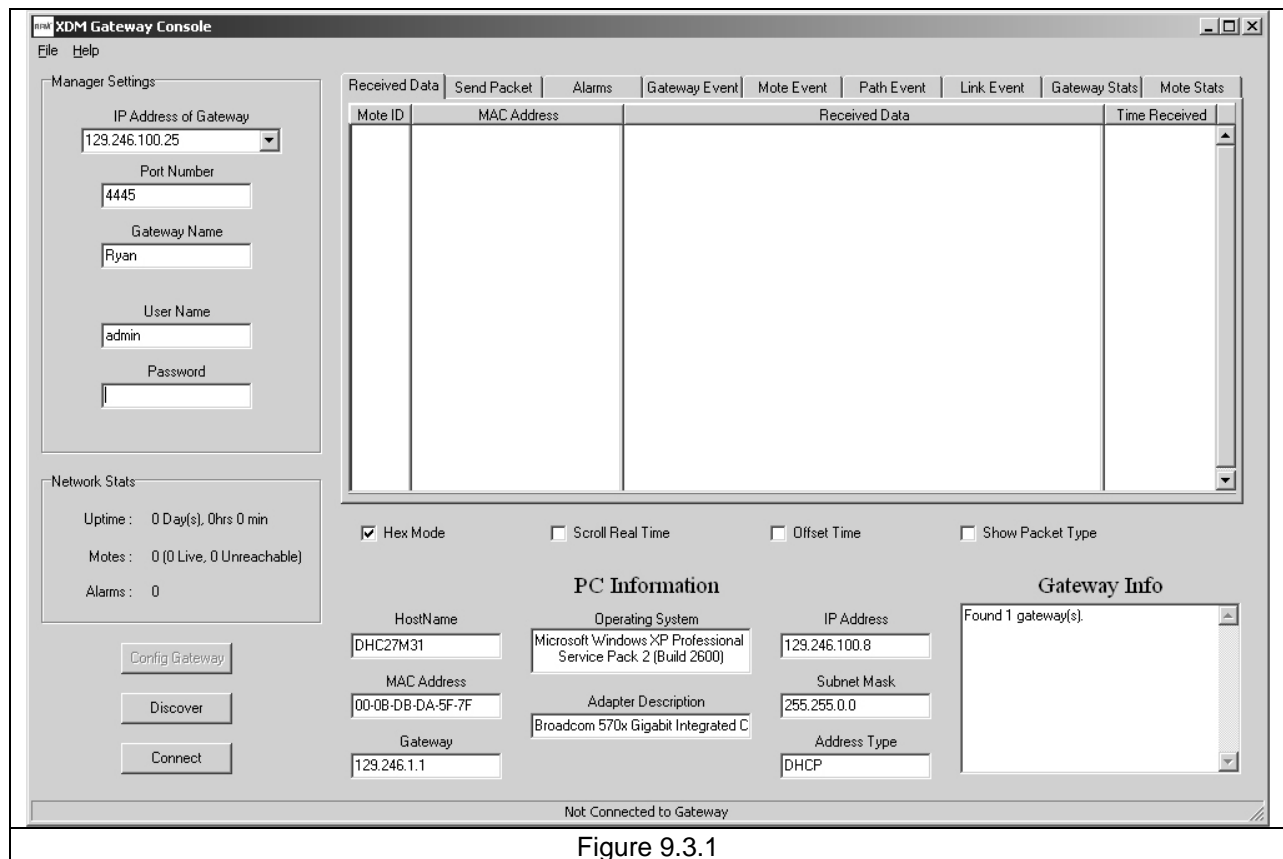 XDM Gateway Console
File Help
Manager Settings
IP Address of Gateway
129.246.100.25
Port Number
4445
Gateway Name
Ryan
User Name
admin
Password
Network Stats
Uptime : 0 Day(s), 0hrs 0 min
Motes : 0 (0 Live, 0 Unreachable)
Alarms : 0
Config Gateway
Discover
Connect
Received Data Send Packet Alarms Gateway Event Mote Event Path Event Link Event Gateway Stats Mote Stats
Mote ID MAC Address Received Data Time Received
Hex Mode Scroll Real Time Offset Time Show Packet Type
PC Information
HostName
DHC27M31
MAC Address
00-0B-DB-DA-5F-7F
Gateway
129.246.1.1
Operating System
Microsoft Windows XP Professional
Service Pack 2 (Build 2600)
Adapter Description
Broadcom 570x Gigabit Integrated C
IP Address
129.246.100.8
Subnet Mask
255.255.0.0
Address Type
DHCP
Gateway Info
Found 1 gateway(s).
Not Connected to Gateway
Figure 9.3.1